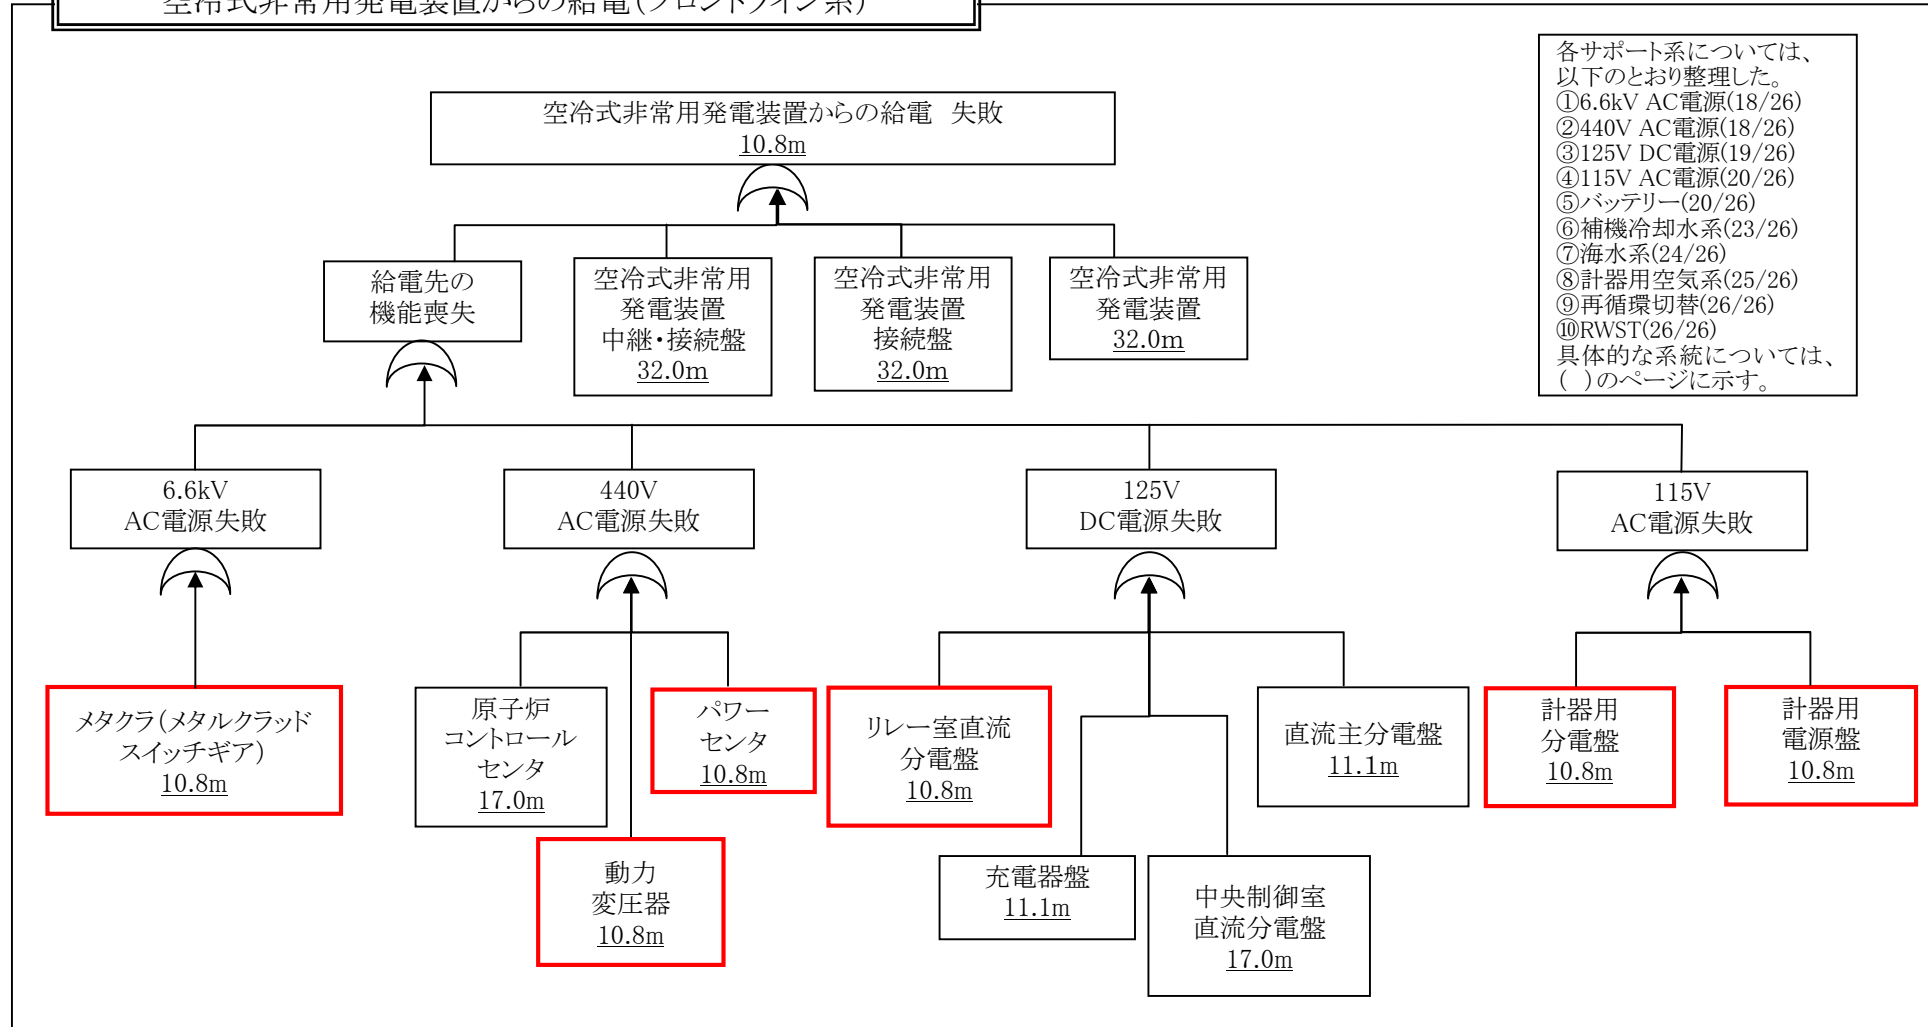 空冷式非常用発電装置からの給電(フロントライン系)
各サポート系については、
以下のとおり整理した。
①6.6kV AC電源(18/26)
②440V AC電源(18/26)
③125V DC電源(19/26)
④115V AC電源(20/26)
⑤バッテリー(20/26)
⑥補機冷却水系(23/26)
⑦海水系(24/26)
⑧計器用空気系(25/26)
⑨再循環切替(26/26)
⑩RWST(26/26)
具体的な系統については、
( )のページに示す。
空冷式非常用発電装置からの給電 失敗
10.8m
給電先の
機能喪失
空冷式非常用
発電装置
中継・接続盤
32.0m
空冷式非常用
発電装置
接続盤
32.0m
空冷式非常用
発電装置
32.0m
6.6kV
AC電源失敗
440V
AC電源失敗
125V
DC電源失敗
115V
AC電源失敗
メタクラ(メタルクラッド
スイッチギア)
10.8m
原子炉
コントロール
センタ
17.0m
パワー
センタ
10.8m
リレー室直流
分電盤
10.8m
直流主分電盤
11.1m
計器用
分電盤
10.8m
計器用
電源盤
10.8m
動力
変圧器
10.8m
充電器盤
11.1m
中央制御室
直流分電盤
17.0m